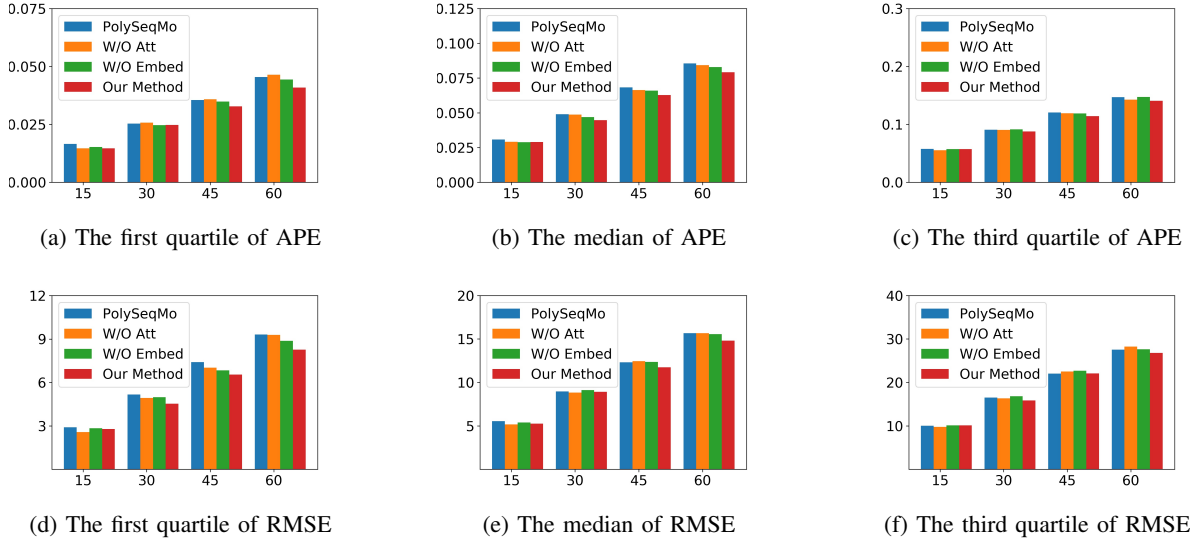 0.075
0.050
0.025
0.000
PolySeqMo
W/O Att
W/O Embed
Our Method
15 30 45 60
(a) The first quartile of APE
0.125
0.100
0.075
0.050
0.025
0.000
PolySeqMo
W/O Att
W/O Embed
Our Method
15 30 45 60
(b) The median of APE
0.3
0.2
0.1
0.0
PolySeqMo
W/O Att
W/O Embed
Our Method
15 30 45 60
(c) The third quartile of APE
12
9
6
3
PolySeqMo
W/O Att
W/O Embed
Our Method
15 30 45 60
(d) The first quartile of RMSE
20
15
10
5
PolySeqMo
W/O Att
W/O Embed
Our Method
15 30 45 60
(e) The median of RMSE
40
30
20
10
PolySeqMo
W/O Att
W/O Embed
Our Method
15 30 45 60
(f) The third quartile of RMSE